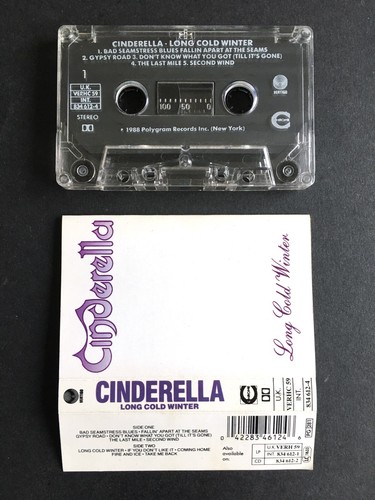 CINDERELLA - LONG COLD WINTER
1. BAD SEAMSTRESS BLUES FALLIN APART AT THE SEAMS
2. GYPSY ROAD 3. DON'T KNOW WHAT YOU GOT (TILL IT'S GONE)
4. THE LAST MILE 5. SECOND WIND
1
U.K.
VERHC 59
INT.
834 612-4
STEREO
100 50 0
VERTIGO
℗ 1988 Polygram Records Inc. (New York)
Cinderella
Long Cold Winter
CINDERELLA
LONG COLD WINTER
U.K.
VERHC 59
INT.
834 612-4
SIDE ONE
BAD SEAMSTRESS BLUES • FALLIN' APART AT THE SEAMS
GYPSY ROAD • DON'T KNOW WHAT YOU GOT (TILL IT'S GONE)
THE LAST MILE • SECOND WIND
SIDE TWO
LONG COLD WINTER • IF YOU DON'T LIKE IT • COMING HOME
FIRE AND ICE • TAKE ME BACK
0 42283 46124 6
Also
available
on:
LP U.K VERH 59
INT. 834 612-1
CD 834 612-2